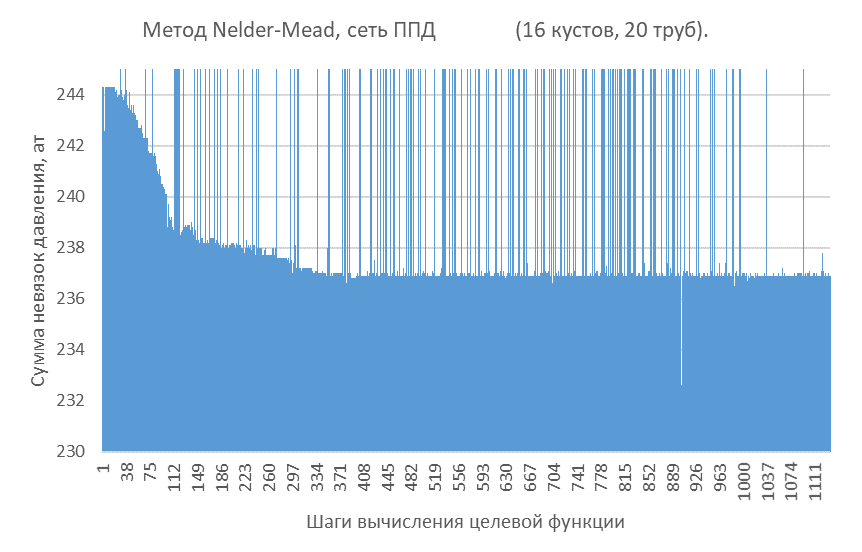 Метод Nelder-Mead, сеть ППД (16 кустов, 20 труб).
Сумма невязок давления, ат
244
242
240
238
236
234
232
230
1 38 75 112 149 186 223 260 297 334 371 408 445 482 519 556 593 630 667 704 741 778 815 852 889 926 963 1000 1037 1074 1111
Шаги вычисления целевой функции